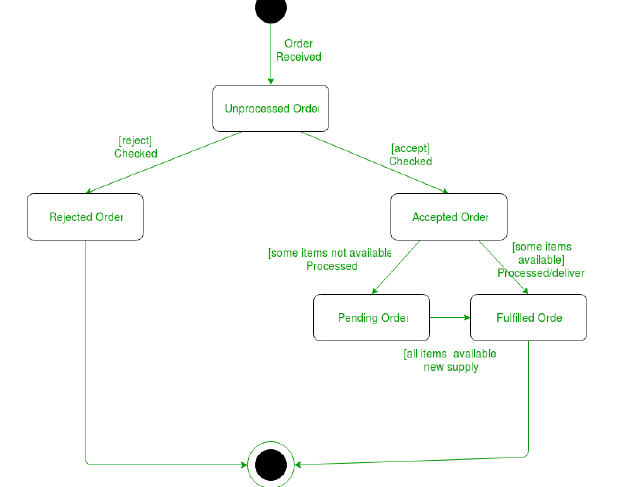 Order
Received
Unprocessed Order
[reject]
Checked
[accept]
Checked
Rejected Order
Accepted Order
[some items not available
Processed
[some items
available]
Processed/deliver
Pending Order
Fulfilled Orde
[all items available
new supply